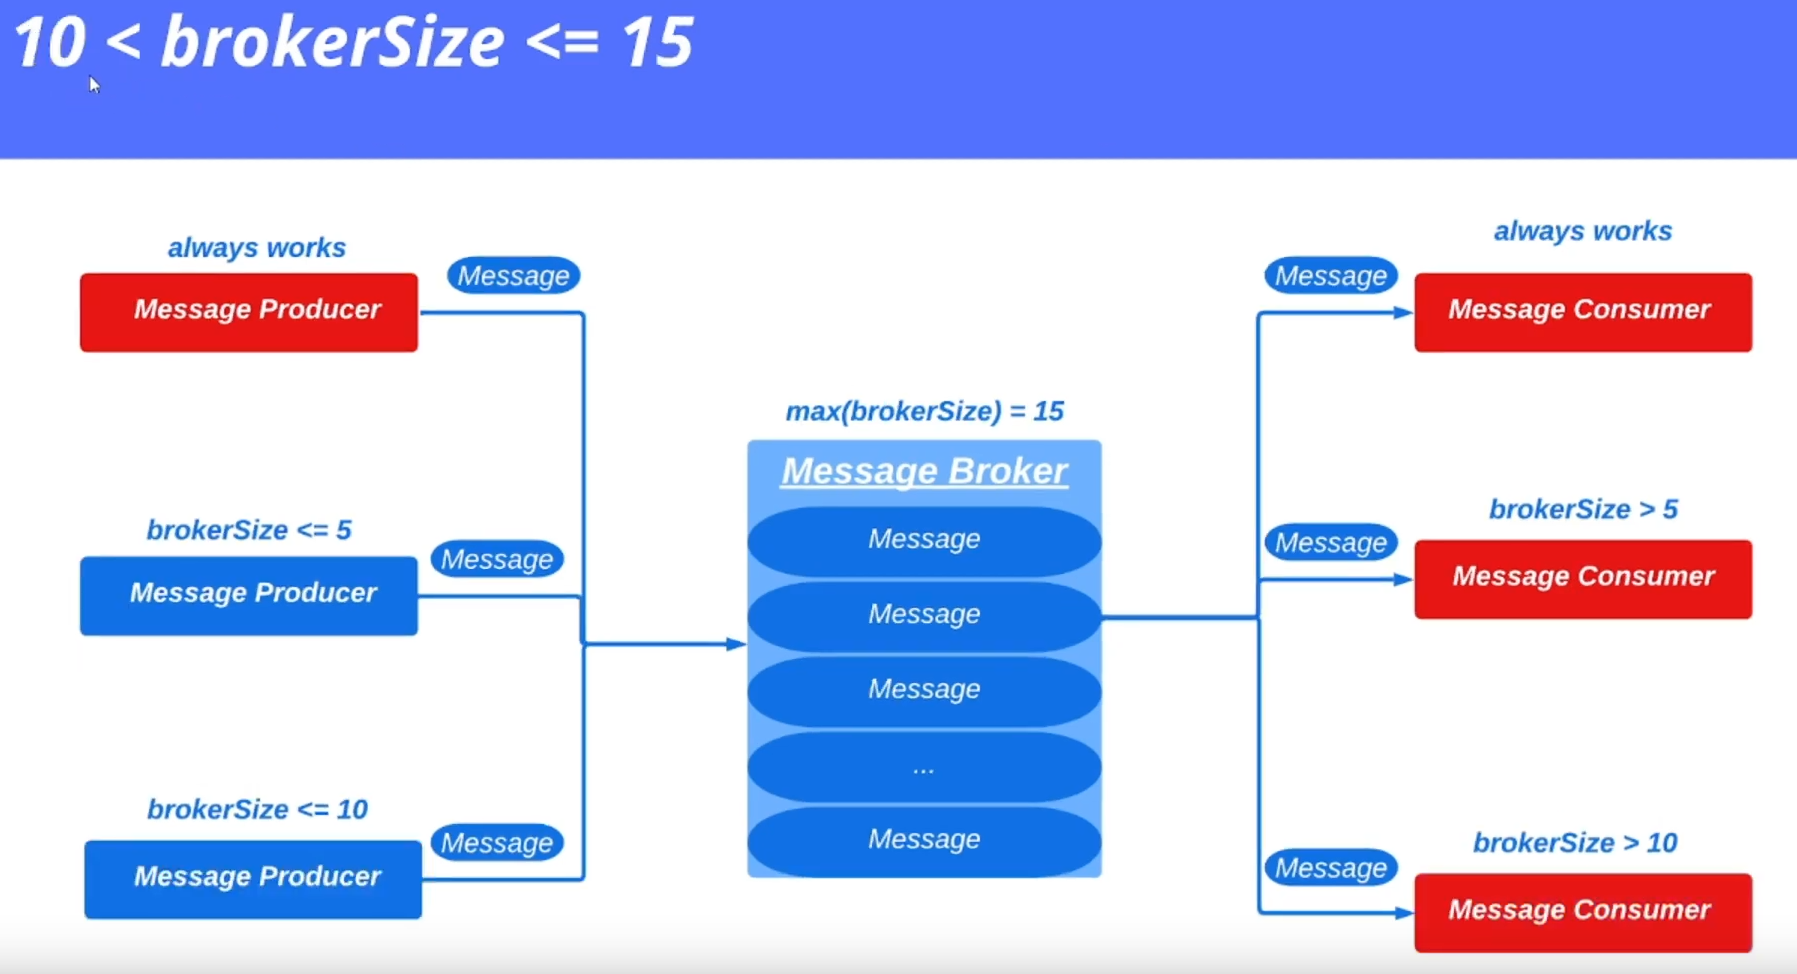 10 < brokerSize <= 15
always works
Message Producer
Message
brokerSize <= 5
Message Producer
Message
brokerSize <= 10
Message Producer
Message
max(brokerSize) = 15
Message Broker
Message
Message
Message
...
Message
always works
Message
Message Consumer
brokerSize > 5
Message
Message Consumer
brokerSize > 10
Message
Message Consumer